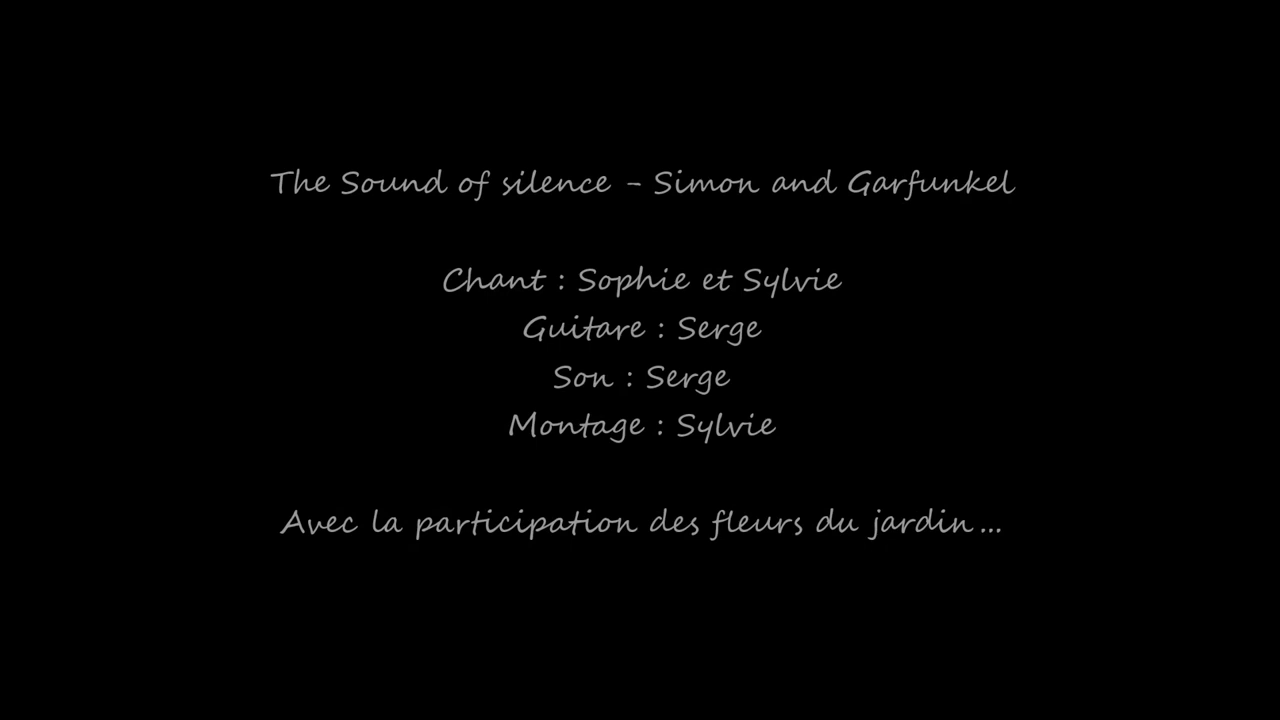 The Sound of silence - Simon and Garfunkel
Chant : Sophie et Sylvie
Guitare : Serge
Son : Serge
Montage : Sylvie
Avec la participation des fleurs du jardin...